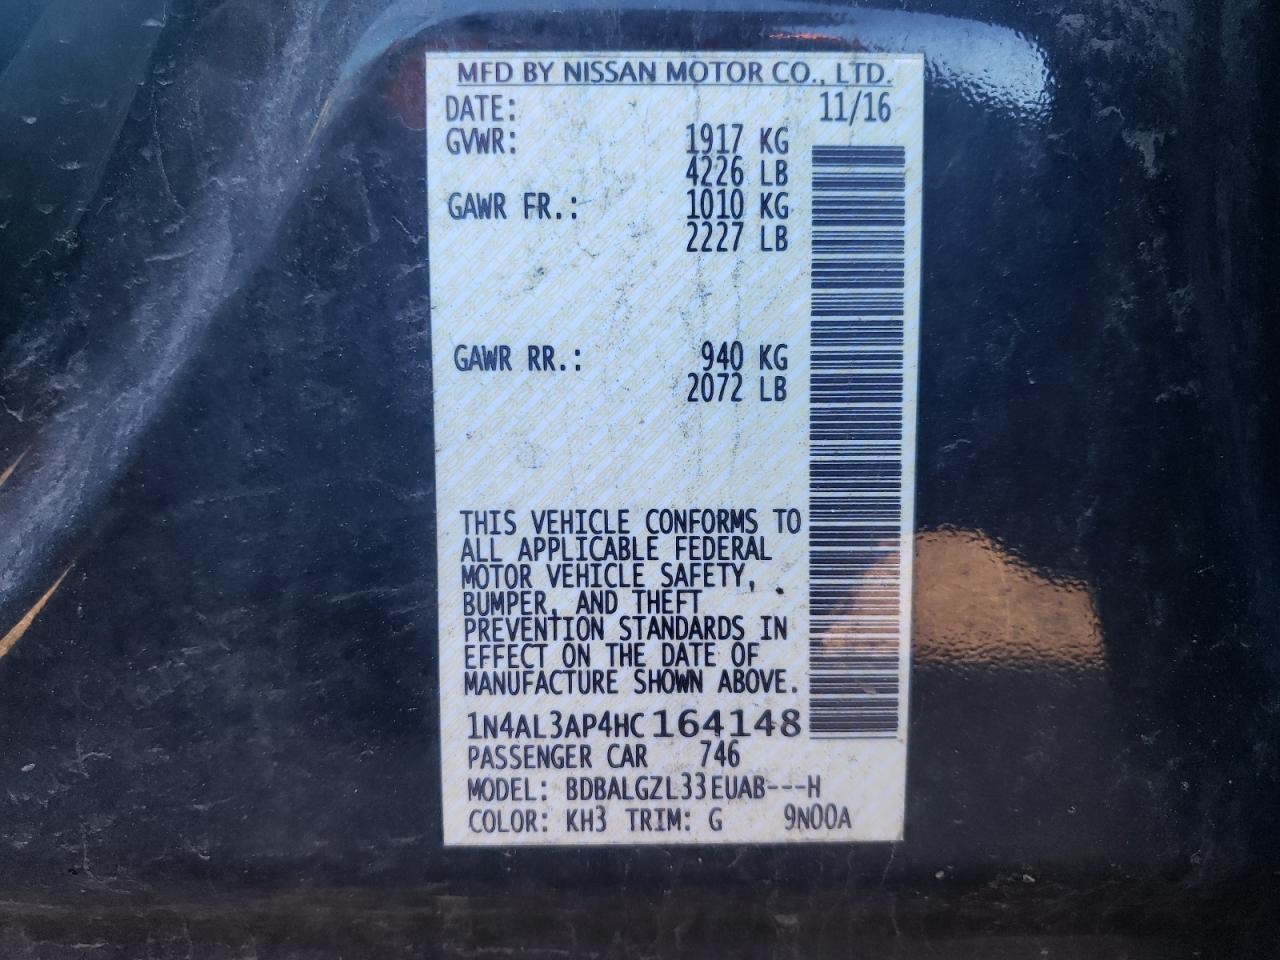 MFD BY NISSAN MOTOR CO., LTD.
DATE: 11/16
GVWR: 1917 KG
4226 LB
GAWR FR.: 1010 KG
2227 LB
GAWR RR.: 940 KG
2072 LB
THIS VEHICLE CONFORMS TO
ALL APPLICABLE FEDERAL
MOTOR VEHICLE SAFETY,
BUMPER, AND THEFT
PREVENTION STANDARDS IN
EFFECT ON THE DATE OF
MANUFACTURE SHOWN ABOVE.
1N4AL3AP4HC164148
PASSENGER CAR 746
MODEL: BDBALGZL33EUAB---H
COLOR: KH3 TRIM: G 9N00A